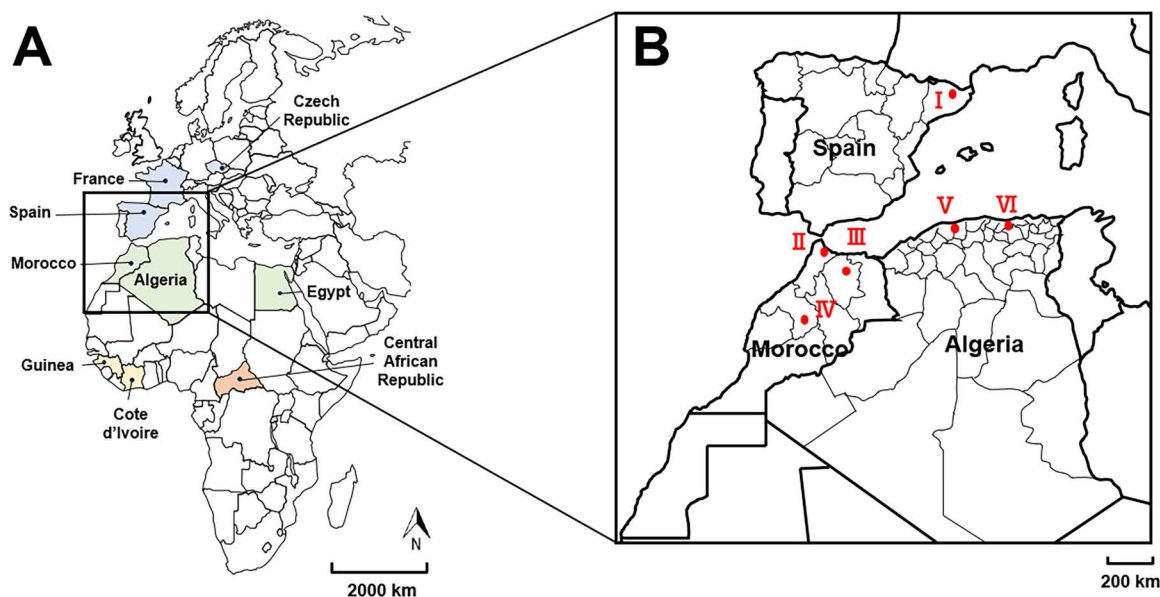 A
Czech
Republic
France
Spain
Morocco
Algeria
Egypt
Guinea
Central
African
Republic
Cote
d'Ivoire
N
2000 km
B
I
Spain
V
VI
II
III
IV
Morocco
Algeria
200 km